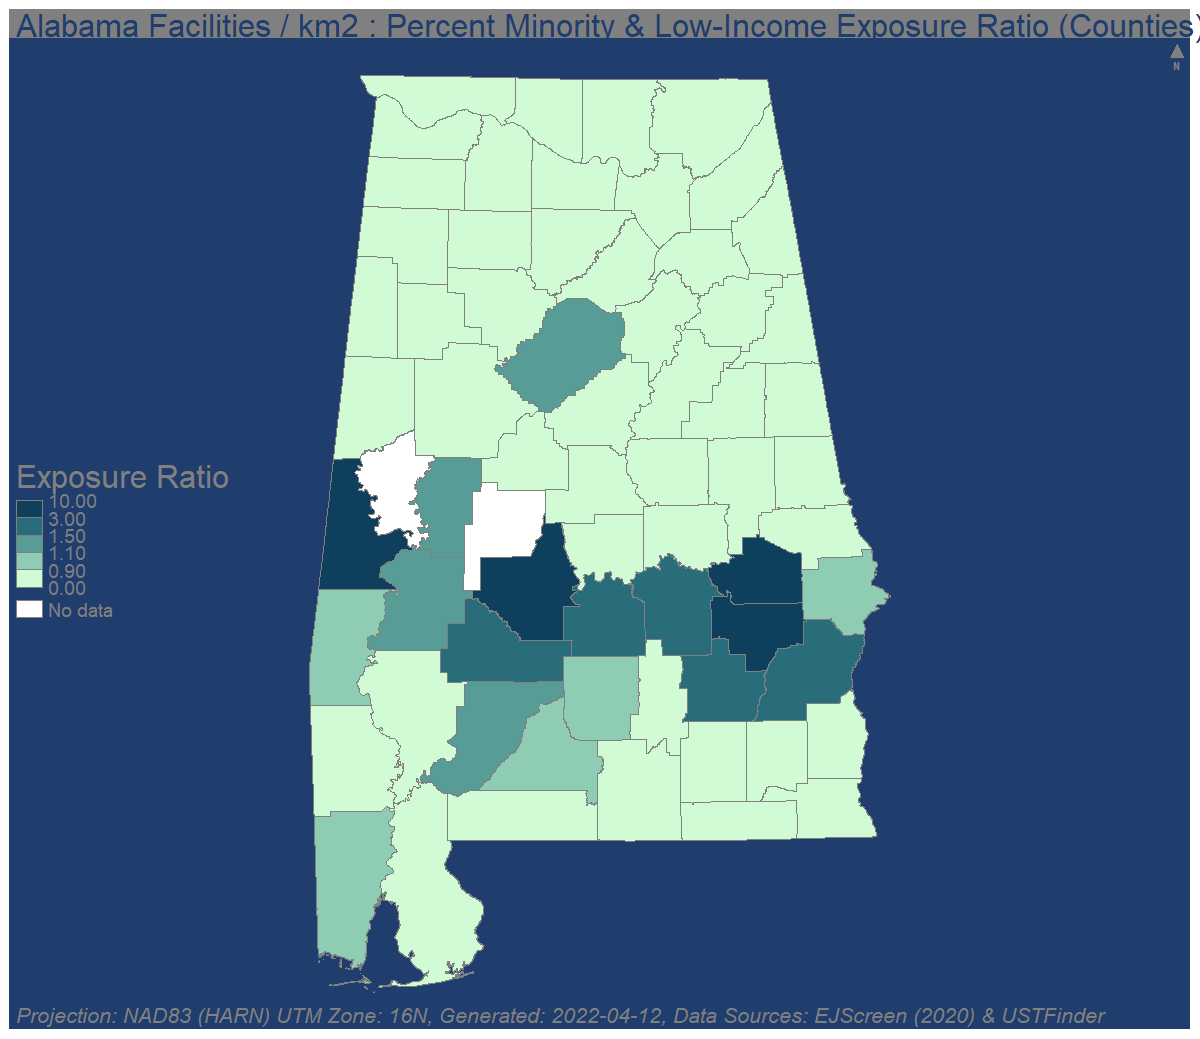 Alabama Facilities / km2 : Percent Minority & Low-Income Exposure Ratio (Counties)
N
Exposure Ratio
10.00
3.00
1.50
1.10
0.90
0.00
No data
Projection: NAD83 (HARN) UTM Zone: 16N, Generated: 2022-04-12, Data Sources: EJScreen (2020) & USTFinder